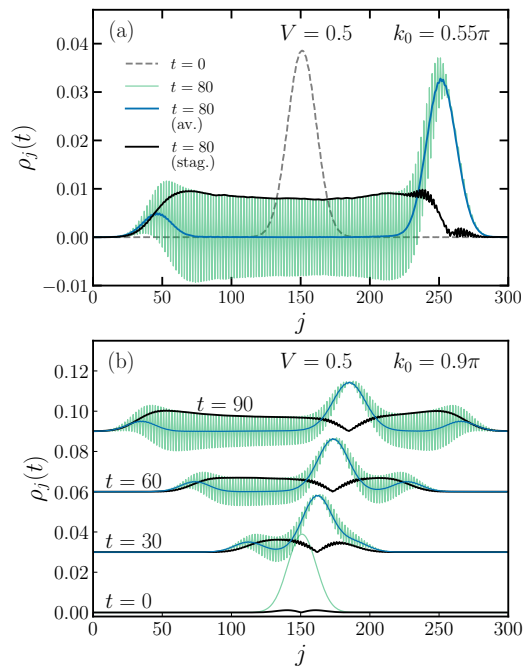 (a)
V = 0.5 k₀ = 0.55π
t = 0
t = 80
t = 80
(av.)
t = 80
(stag.)
ρⱼ(t)
0.04
0.03
0.02
0.01
0.00
−0.01
0 50 100 150 200 250 300
j
(b)
V = 0.5 k₀ = 0.9π
t = 90
t = 60
t = 30
t = 0
ρⱼ(t)
0.12
0.10
0.08
0.06
0.04
0.02
0.00
0 50 100 150 200 250 300
j